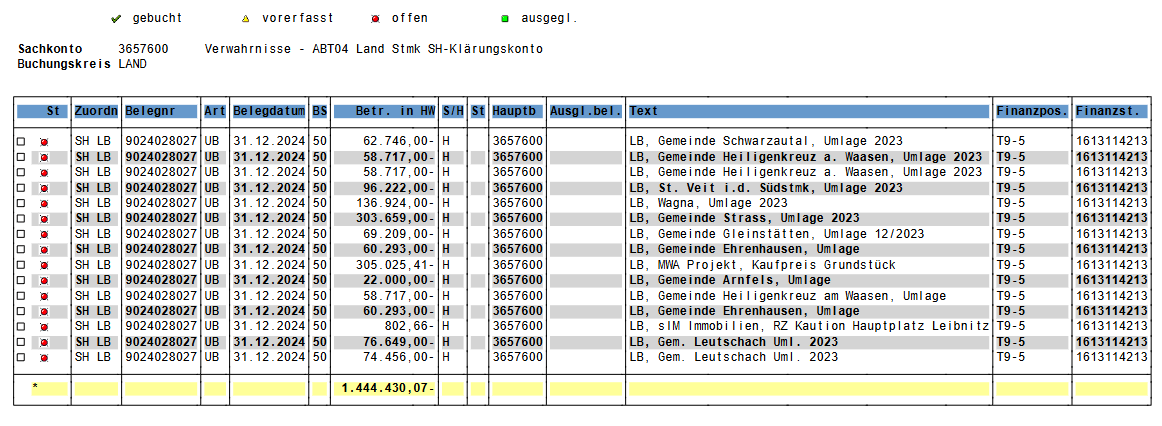 gebucht vorerfasst offen ausgegl.
Sachkonto 3657600 Verwahrnisse - ABT04 Land Stmk SH-Klärungskonto
Buchungskreis LAND
St Zuordn Belegnr Art Belegdatum BS Betr. in HW S/H St Hauptb Ausgl.bel. Text Finanzpos. Finanzst.
SH LB 9024028027 UB 31.12.2024 50 62.746,00- H 3657600 LB, Gemeinde Schwarzautal, Umlage 2023 T9-5 1613114213
SH LB 9024028027 UB 31.12.2024 50 58.717,00- H 3657600 LB, Gemeinde Heiligenkreuz a. Waasen, Umlage 2023 T9-5 1613114213
SH LB 9024028027 UB 31.12.2024 50 58.717,00- H 3657600 LB, Gemeinde Heiligenkreuz a. Waasen, Umlage 2023 T9-5 1613114213
SH LB 9024028027 UB 31.12.2024 50 96.222,00- H 3657600 LB, St. Veit i.d. Südstmk, Umlage 2023 T9-5 1613114213
SH LB 9024028027 UB 31.12.2024 50 136.924,00- H 3657600 LB, Wagna, Umlage 2023 T9-5 1613114213
SH LB 9024028027 UB 31.12.2024 50 303.659,00- H 3657600 LB, Gemeinde Strass, Umlage 2023 T9-5 1613114213
SH LB 9024028027 UB 31.12.2024 50 69.209,00- H 3657600 LB, Gemeinde Gleinstätten, Umlage 12/2023 T9-5 1613114213
SH LB 9024028027 UB 31.12.2024 50 60.293,00- H 3657600 LB, Gemeinde Ehrenhausen, Umlage T9-5 1613114213
SH LB 9024028027 UB 31.12.2024 50 305.025,41- H 3657600 LB, MWA Projekt, Kaufpreis Grundstück T9-5 1613114213
SH LB 9024028027 UB 31.12.2024 50 22.000,00- H 3657600 LB, Gemeinde Arnfels, Umlage T9-5 1613114213
SH LB 9024028027 UB 31.12.2024 50 58.717,00- H 3657600 LB, Gemeinde Heiligenkreuz am Waasen, Umlage T9-5 1613114213
SH LB 9024028027 UB 31.12.2024 50 60.293,00- H 3657600 LB, Gemeinde Ehrenhausen, Umlage T9-5 1613114213
SH LB 9024028027 UB 31.12.2024 50 802,66- H 3657600 LB, sIM Immobilien, RZ Kaution Hauptplatz Leibnitz T9-5 1613114213
SH LB 9024028027 UB 31.12.2024 50 76.649,00- H 3657600 LB, Gem. Leutschach Uml. 2023 T9-5 1613114213
SH LB 9024028027 UB 31.12.2024 50 74.456,00- H 3657600 LB, Gem. Leutschach Uml. 2023 T9-5 1613114213
* 1.444.430,07-